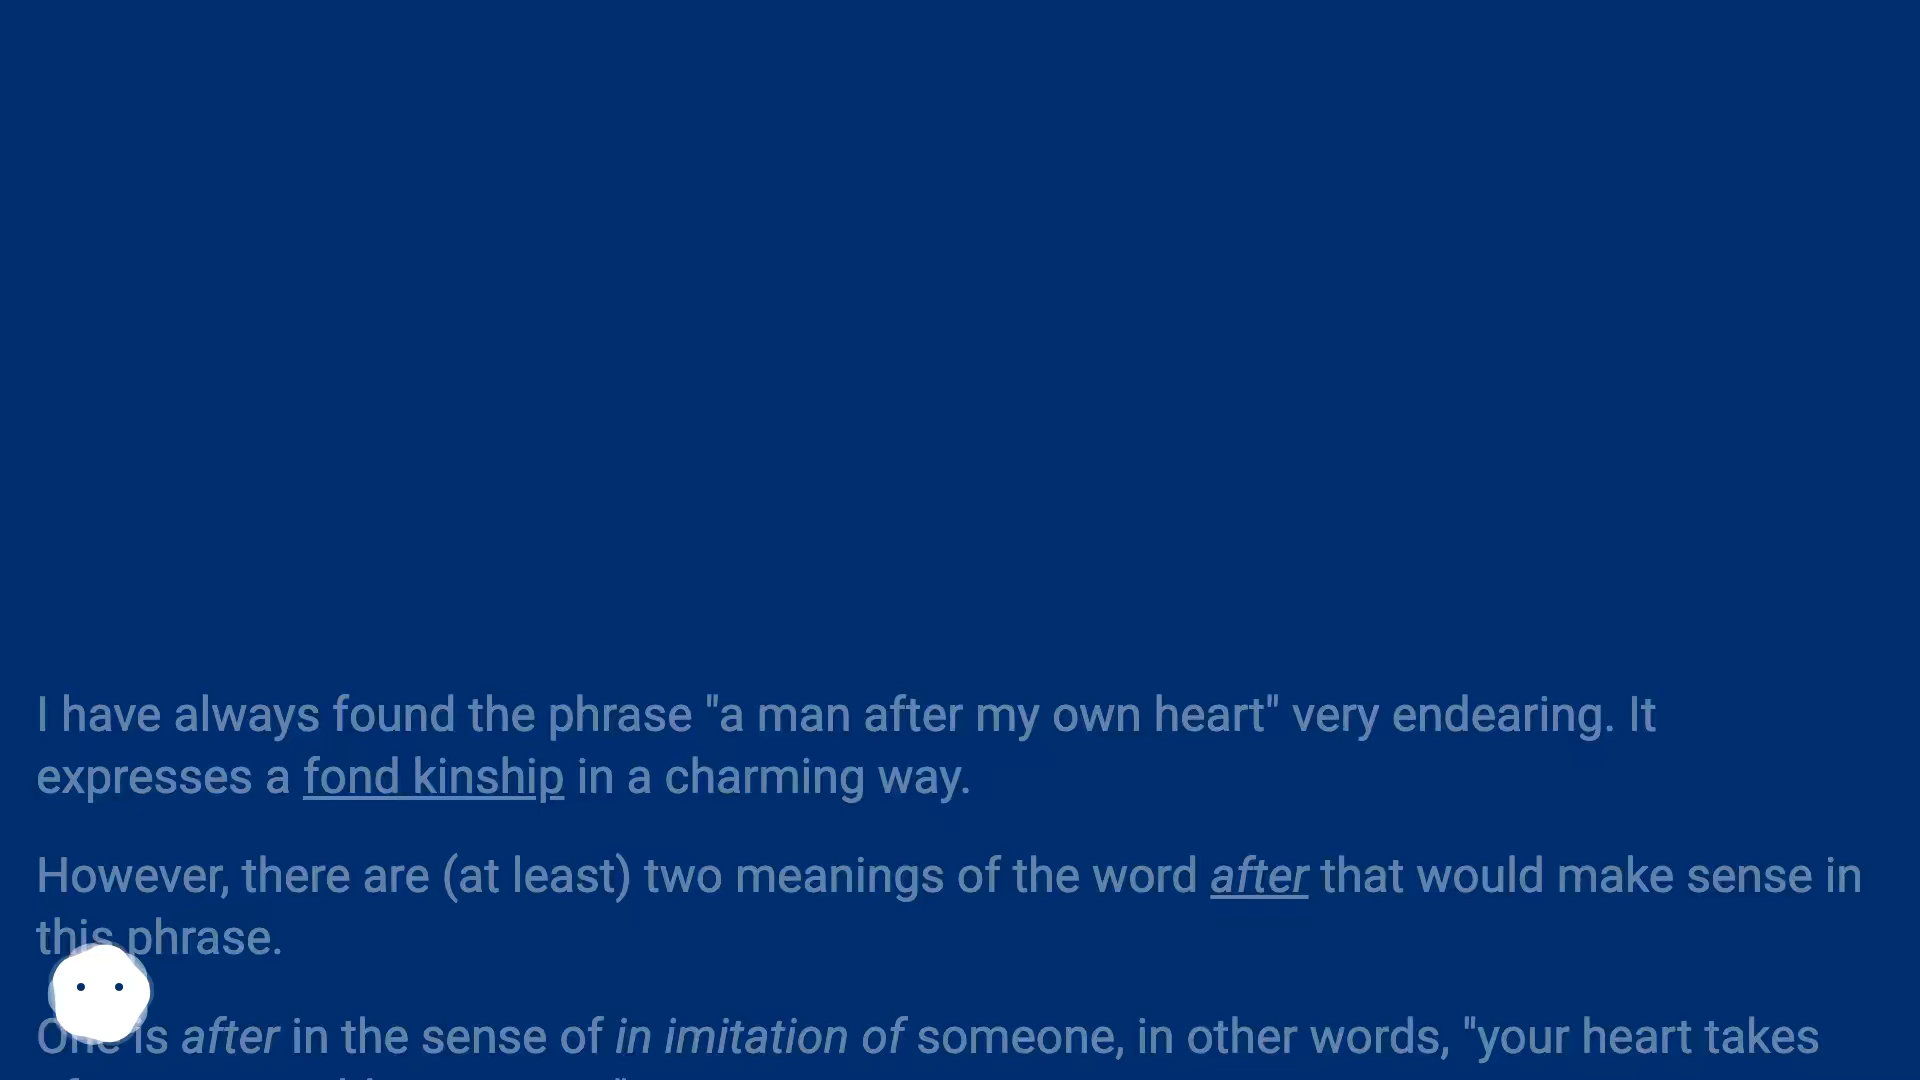 I have always found the phrase "a man after my own heart" very endearing. It
expresses a fond kinship in a charming way.
However, there are (at least) two meanings of the word after that would make sense in
this phrase.
One is after in the sense of in imitation of someone, in other words, "your heart takes